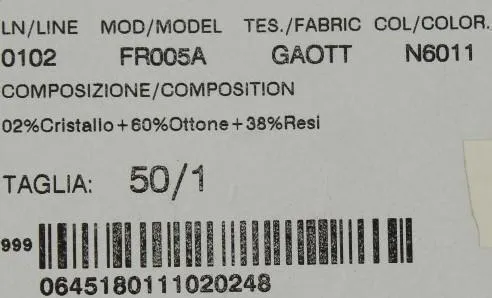 LN/LINE MOD/MODEL TES./FABRIC COL/COLOR.
0102 FR005A GAOTT N6011
COMPOSIZIONE/COMPOSITION
02%Cristallo+60%Ottone+38%Resi
TAGLIA: 50/1
999
0645180111020248